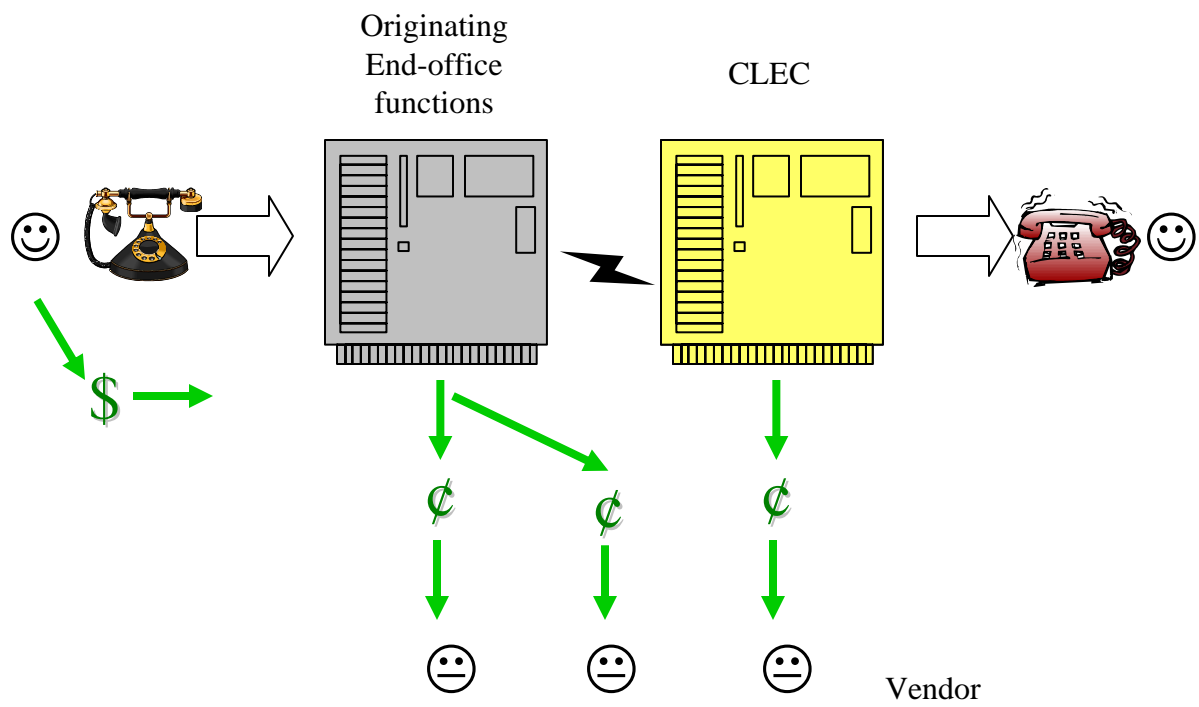 Originating
End-office
functions
CLEC
$
¢
¢
¢
Vendor